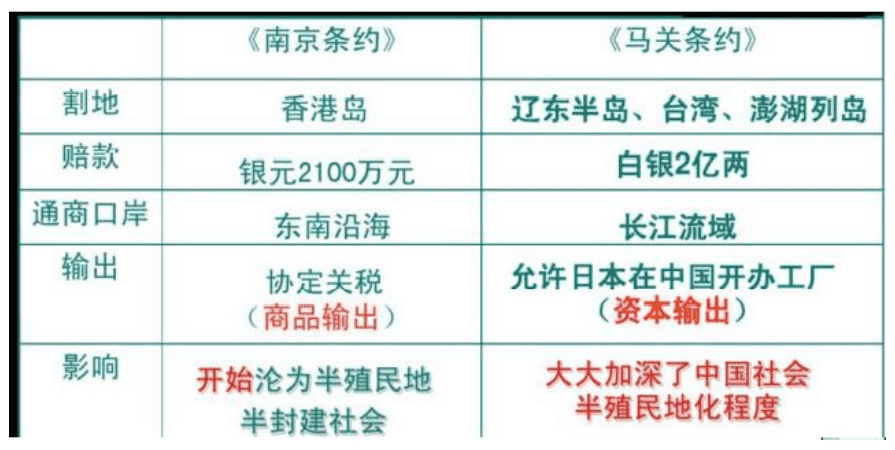 《南京条约》 《马关条约》
割地 香港岛 辽东半岛、台湾、澎湖列岛
赔款 银元2100万元 白银2亿两
通商口岸 东南沿海 长江流域
输出 协定关税 允许日本在中国开办工厂
（商品输出） （资本输出）
影响 开始沦为半殖民地 大大加深了中国社会
半封建社会 半殖民地化程度